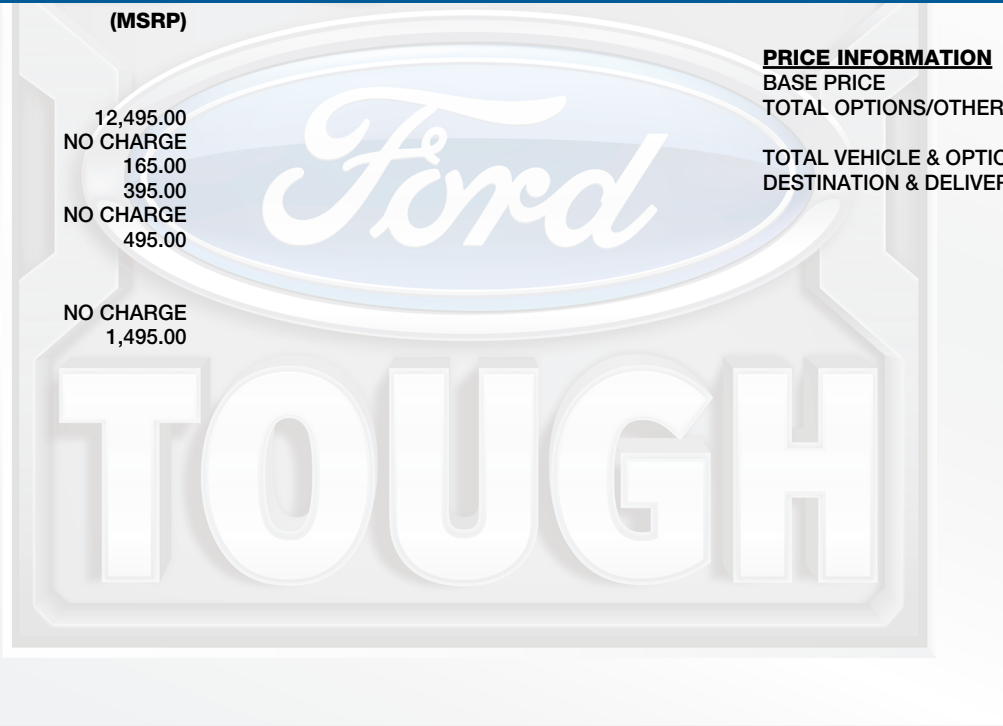 (MSRP)
12,495.00
NO CHARGE
165.00
395.00
NO CHARGE
495.00
NO CHARGE
1,495.00
PRICE INFORMATION
BASE PRICE
TOTAL OPTIONS/OTHER
TOTAL VEHICLE & OPTIO
DESTINATION & DELIVER
Ford
TOUGH